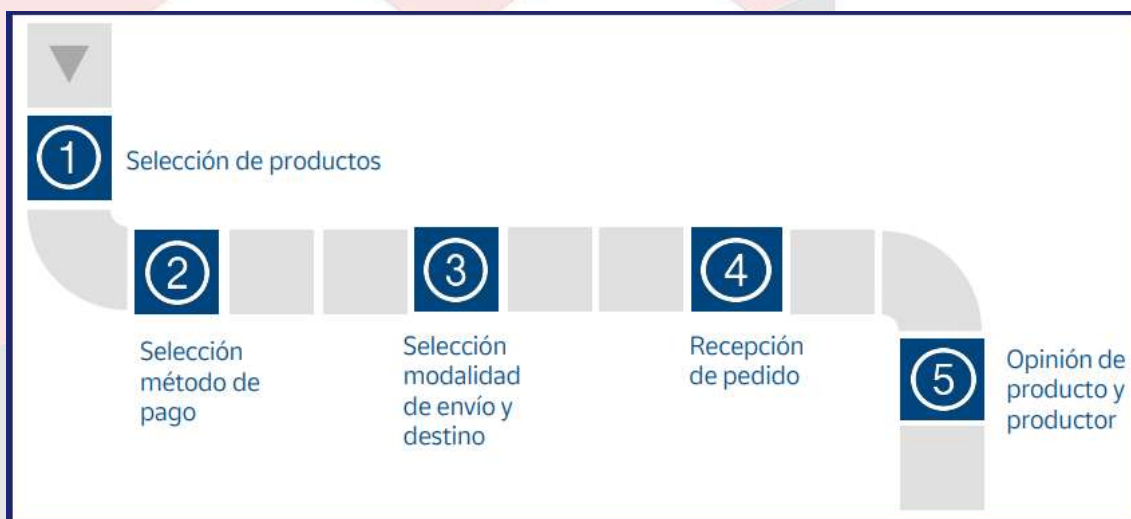 1
Selección de productos
2
Selección
método de
pago
3
Selección
modalidad
de envío y
destino
4
Recepción
de pedido
5
Opinión de
producto y
productor